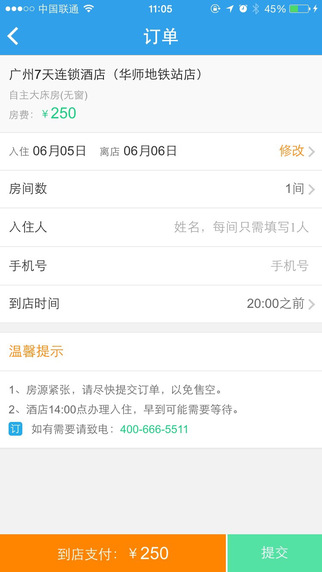 中国联通 11:05 45%
订单
广州7天连锁酒店（华师地铁站店）
自主大床房(无窗)
房费：￥250
入住 06月05日 离店 06月06日 修改
房间数 1间
入住人 姓名，每间只需填写1人
手机号 手机号
到店时间 20:00之前
温馨提示
1、房源紧张，请尽快提交订单，以免售空。
2、酒店14:00点办理入住，早到可能需要等待。
订 如有需要请致电：400-666-5511
到店支付：￥250 提交